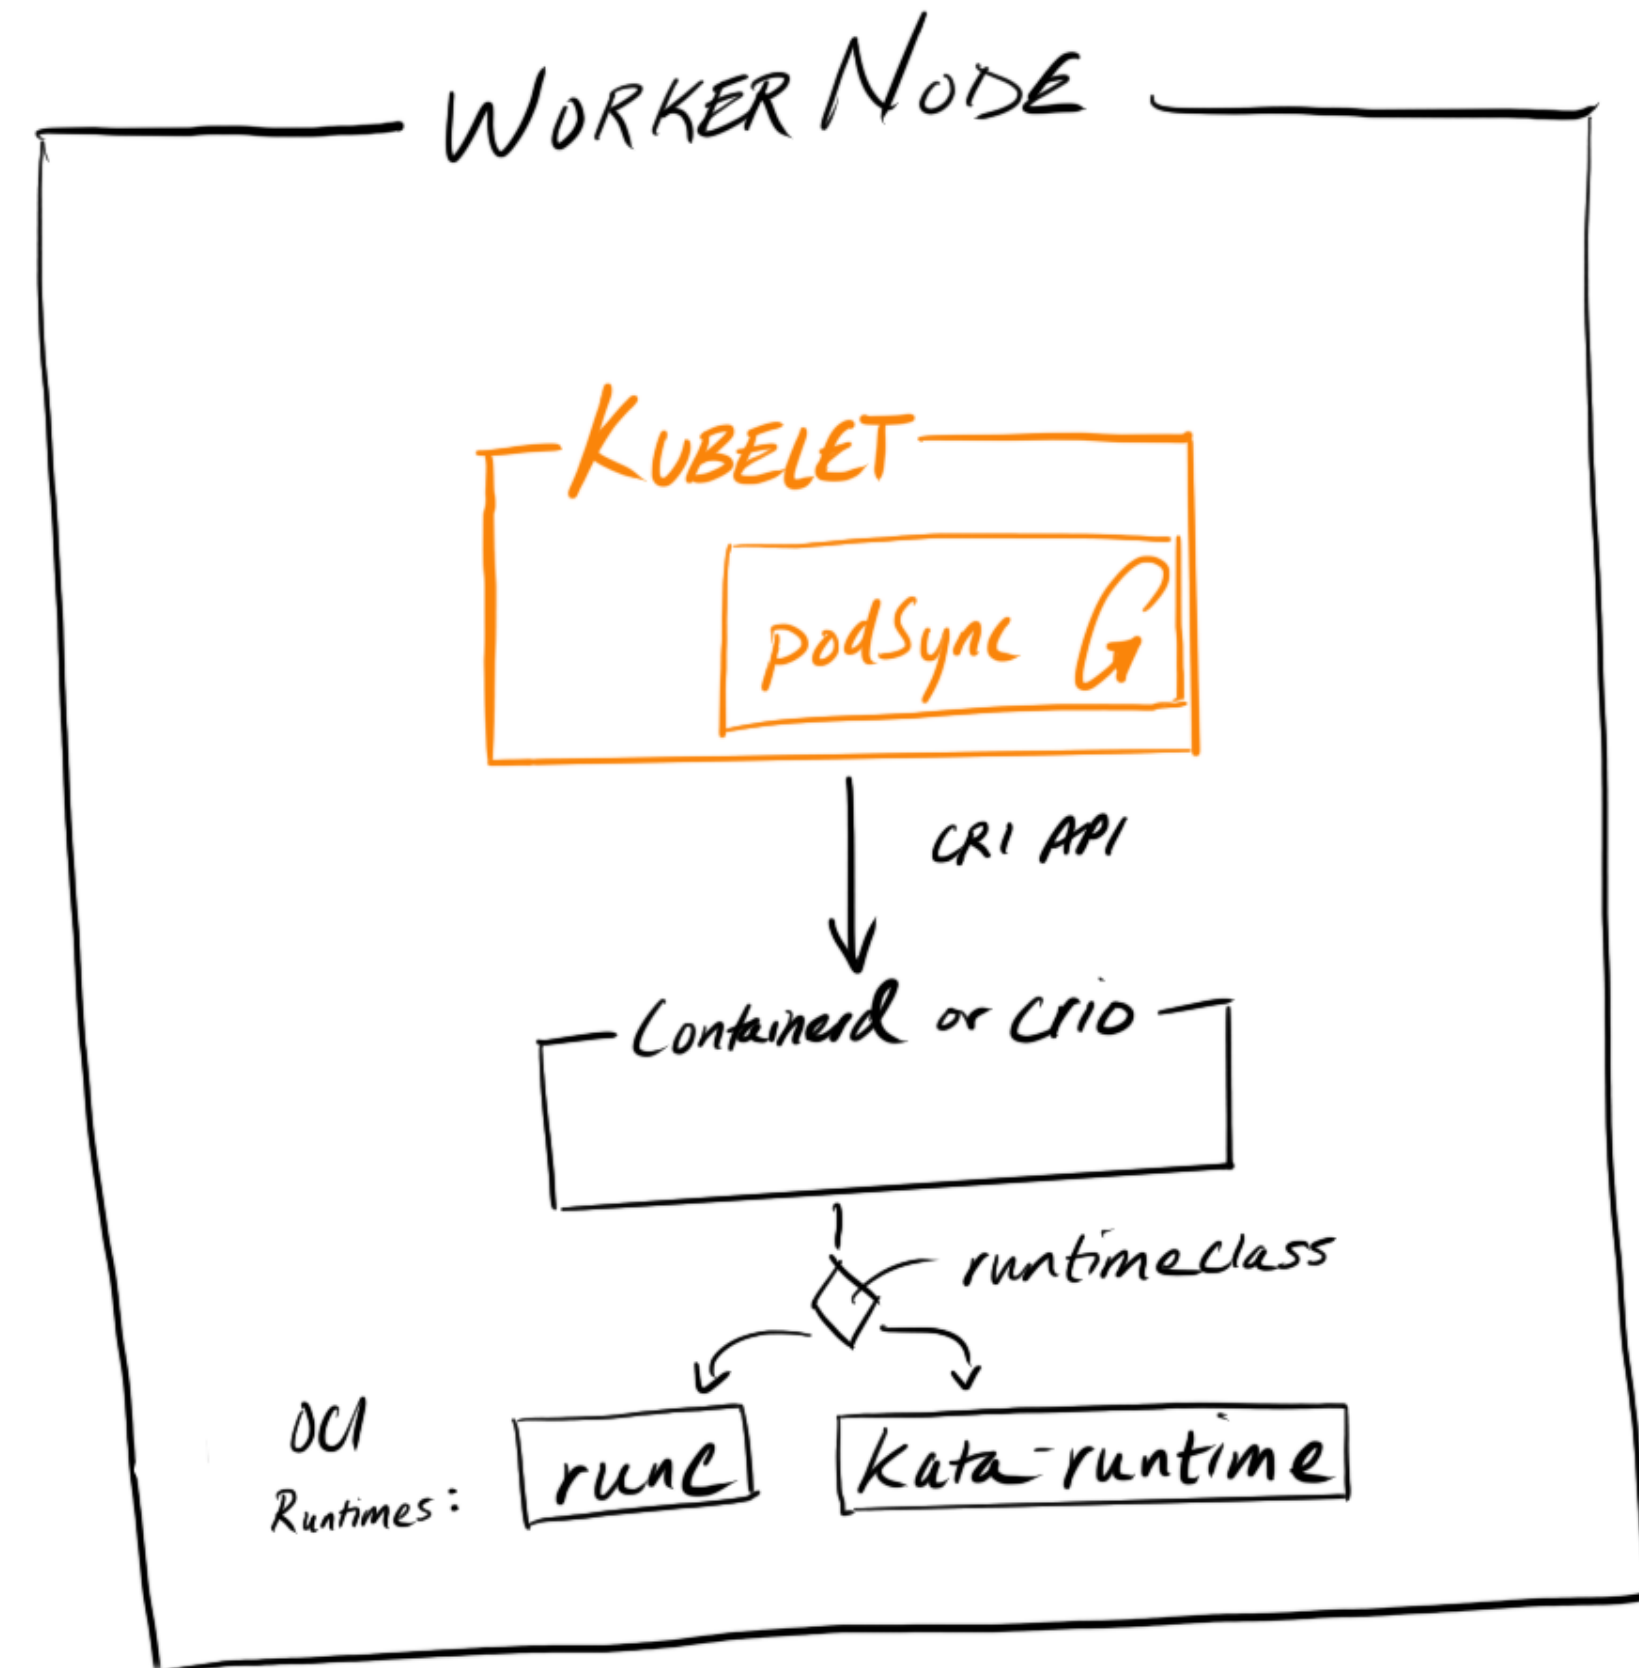 WORKER NODE
KUBELET
podSync
CRI API
Containerd or crio
runtimeclass
OCI
Runtimes:
runc
Kata-runtime